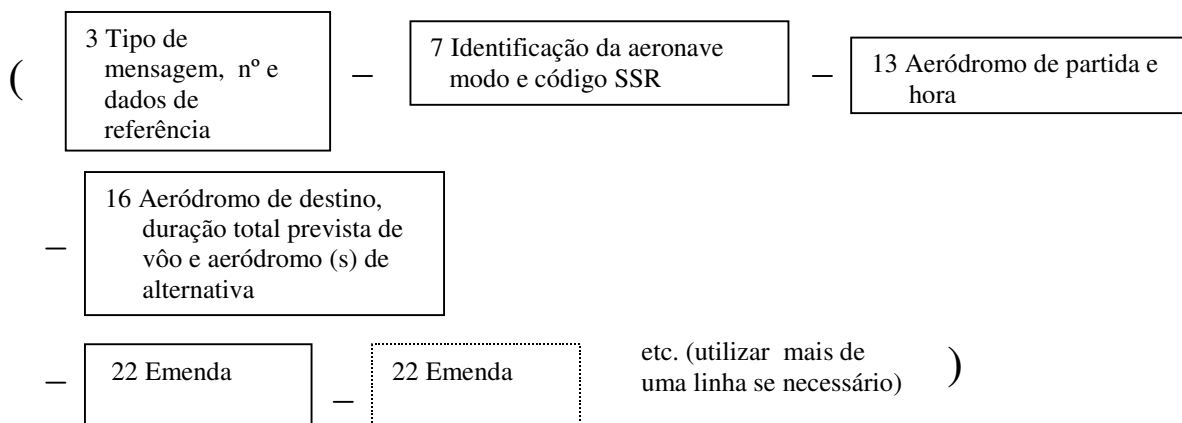 (
3 Tipo de
mensagem, nº e
dados de
referência
–
7 Identificação da aeronave
modo e código SSR
–
13 Aeródromo de partida e
hora
–
16 Aeródromo de destino,
duração total prevista de
vôo e aeródromo (s) de
alternativa
–
22 Emenda
–
22 Emenda
etc. (utilizar mais de
uma linha se necessário)
)